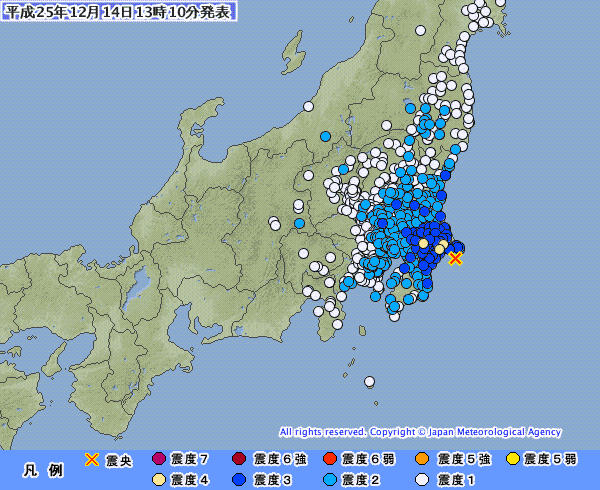 平成25年12月14日13時10分発表
All rights reserved. Copyright © Japan Meteorological Agency
凡例 震央 震度7 震度6強 震度6弱 震度5強 震度5弱
震度4 震度3 震度2 震度1